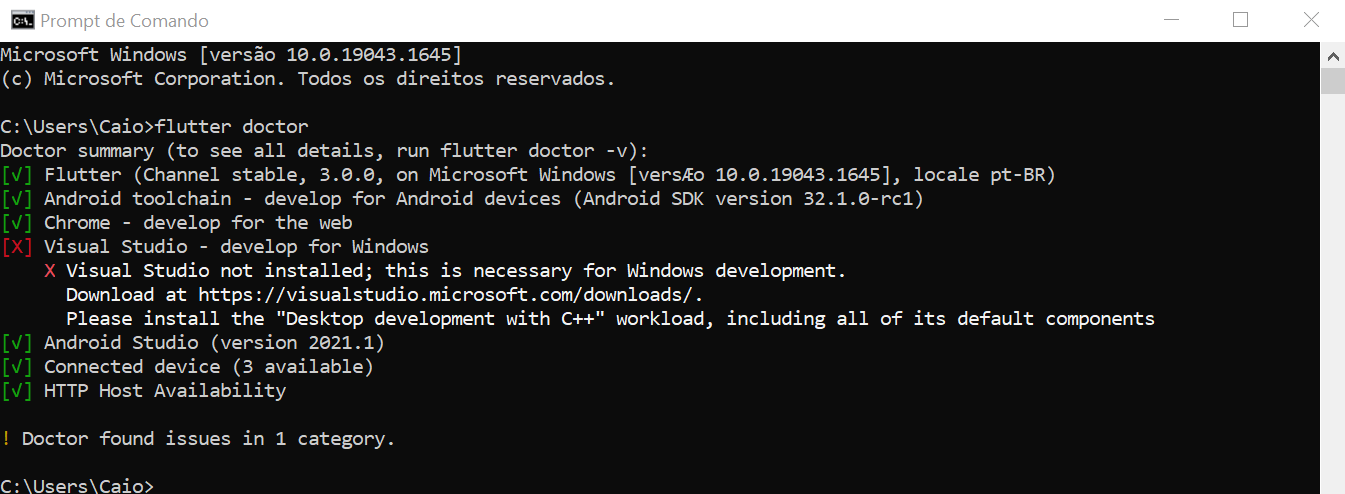 Prompt de Comando
Microsoft Windows [versão 10.0.19043.1645]
(c) Microsoft Corporation. Todos os direitos reservados.
C:\Users\Caio>flutter doctor
Doctor summary (to see all details, run flutter doctor -v):
[√] Flutter (Channel stable, 3.0.0, on Microsoft Windows [versÆo 10.0.19043.1645], locale pt-BR)
[√] Android toolchain - develop for Android devices (Android SDK version 32.1.0-rc1)
[√] Chrome - develop for the web
[X] Visual Studio - develop for Windows
X Visual Studio not installed; this is necessary for Windows development.
Download at https://visualstudio.microsoft.com/downloads/.
Please install the "Desktop development with C++" workload, including all of its default components
[√] Android Studio (version 2021.1)
[√] Connected device (3 available)
[√] HTTP Host Availability
! Doctor found issues in 1 category.
C:\Users\Caio>